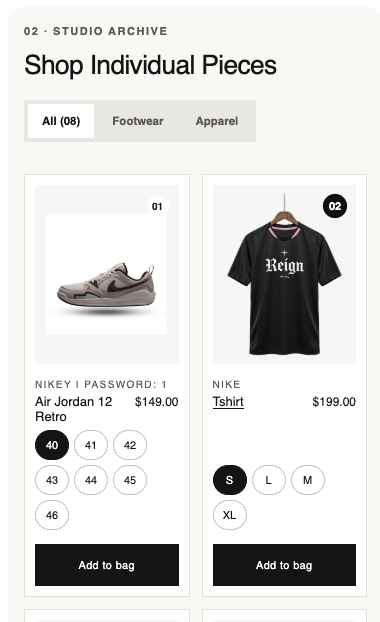 02 · STUDIO ARCHIVE
Shop Individual Pieces
All (08)
Footwear
Apparel
01
NIKEY I PASSWORD: 1
Air Jordan 12 Retro $149.00
40 41 42
43 44 45
46
Add to bag
02
Reign
NIKE
Tshirt $199.00
S L M
XL
Add to bag